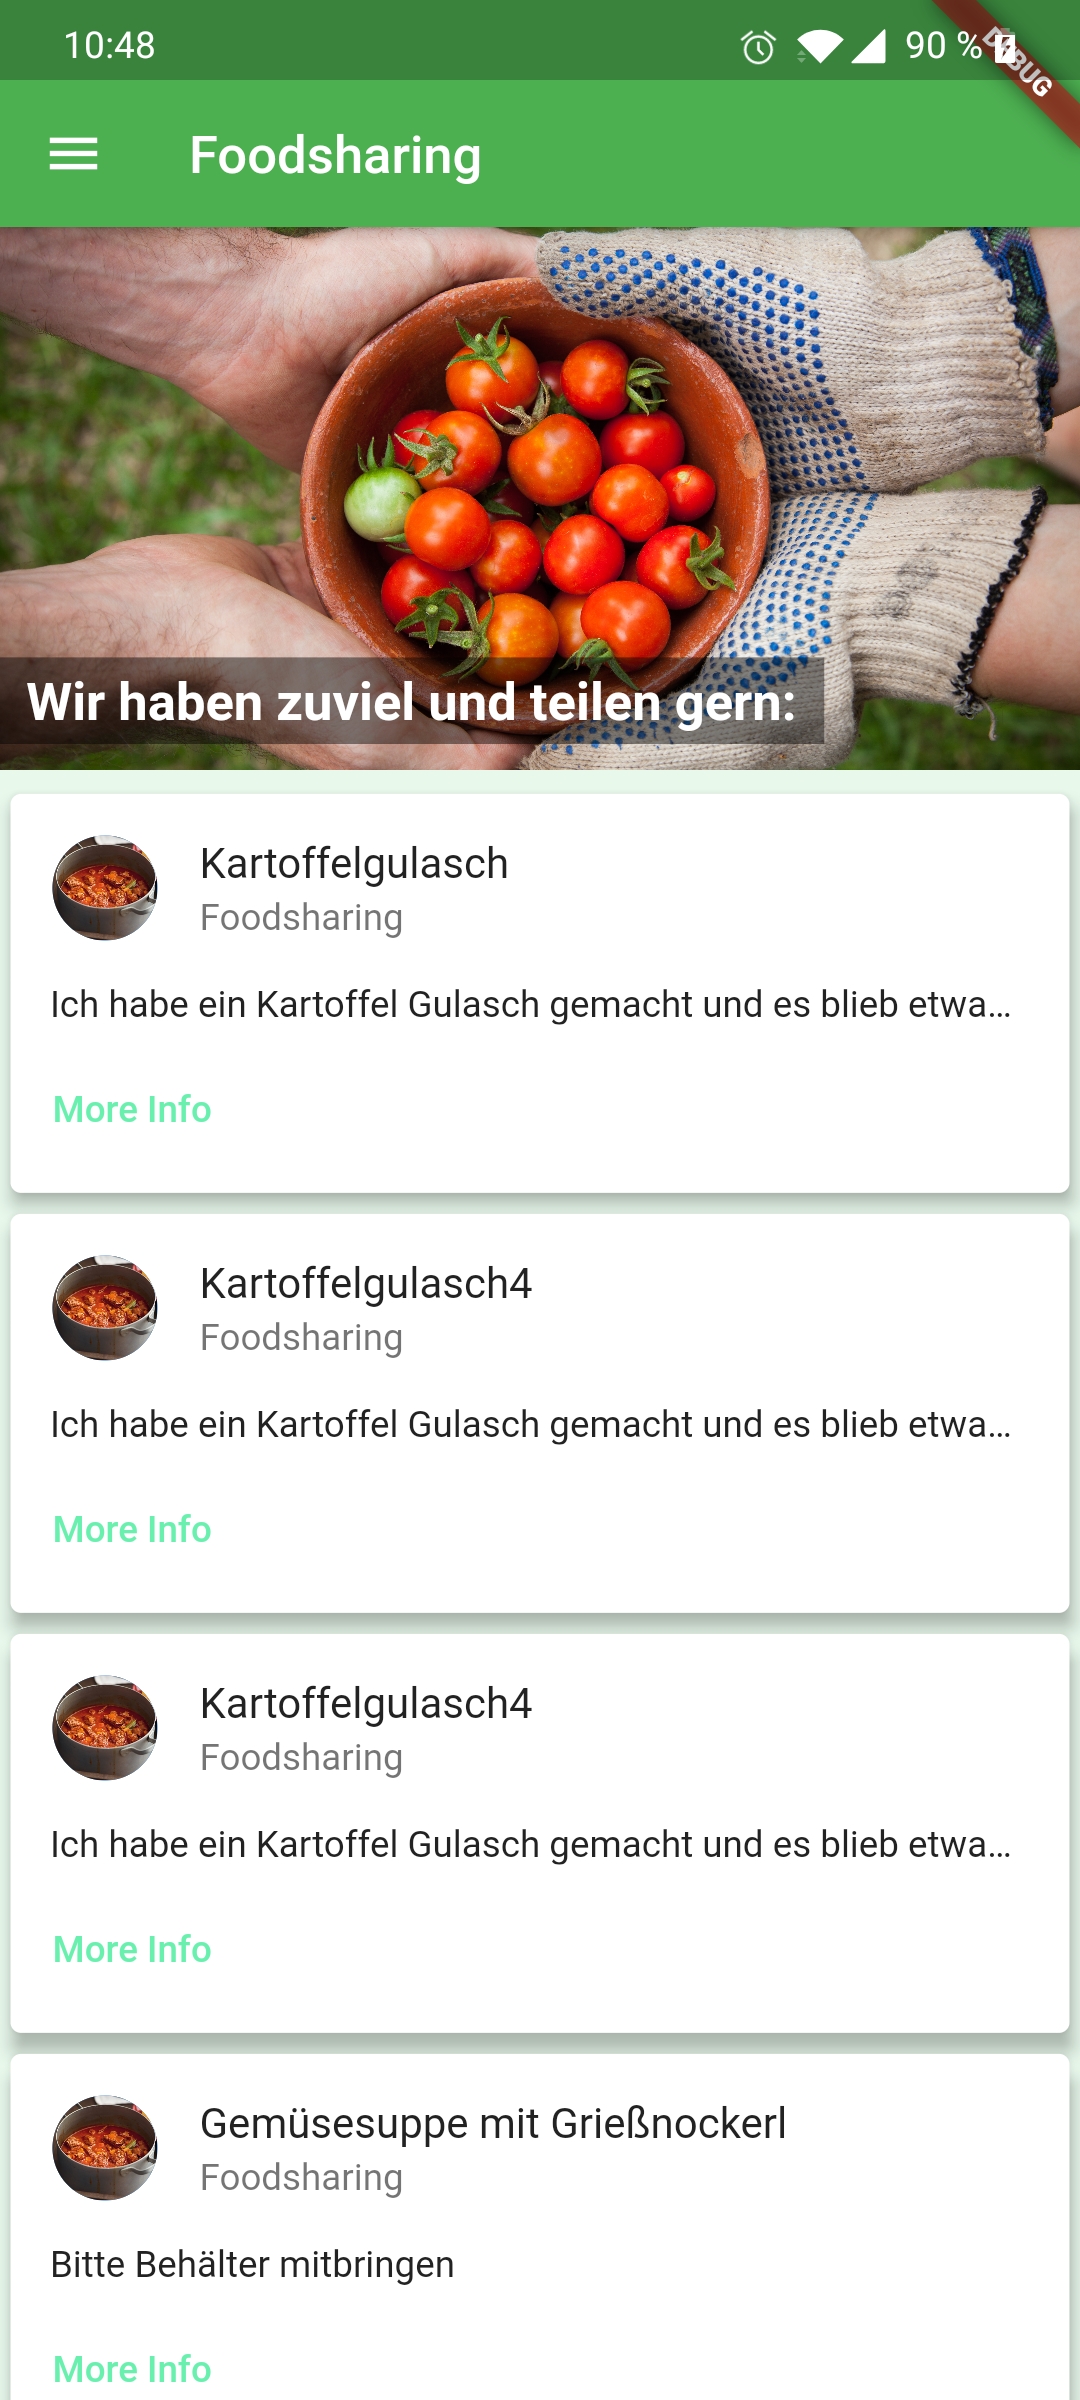 10:48
90 %
DEBUG
Foodsharing
Wir haben zuviel und teilen gern:
Kartoffelgulasch
Foodsharing
Ich habe ein Kartoffel Gulasch gemacht und es blieb etwa...
More Info
Kartoffelgulasch4
Foodsharing
Ich habe ein Kartoffel Gulasch gemacht und es blieb etwa...
More Info
Kartoffelgulasch4
Foodsharing
Ich habe ein Kartoffel Gulasch gemacht und es blieb etwa...
More Info
Gemüsesuppe mit Grießnockerl
Foodsharing
Bitte Behälter mitbringen
More Info